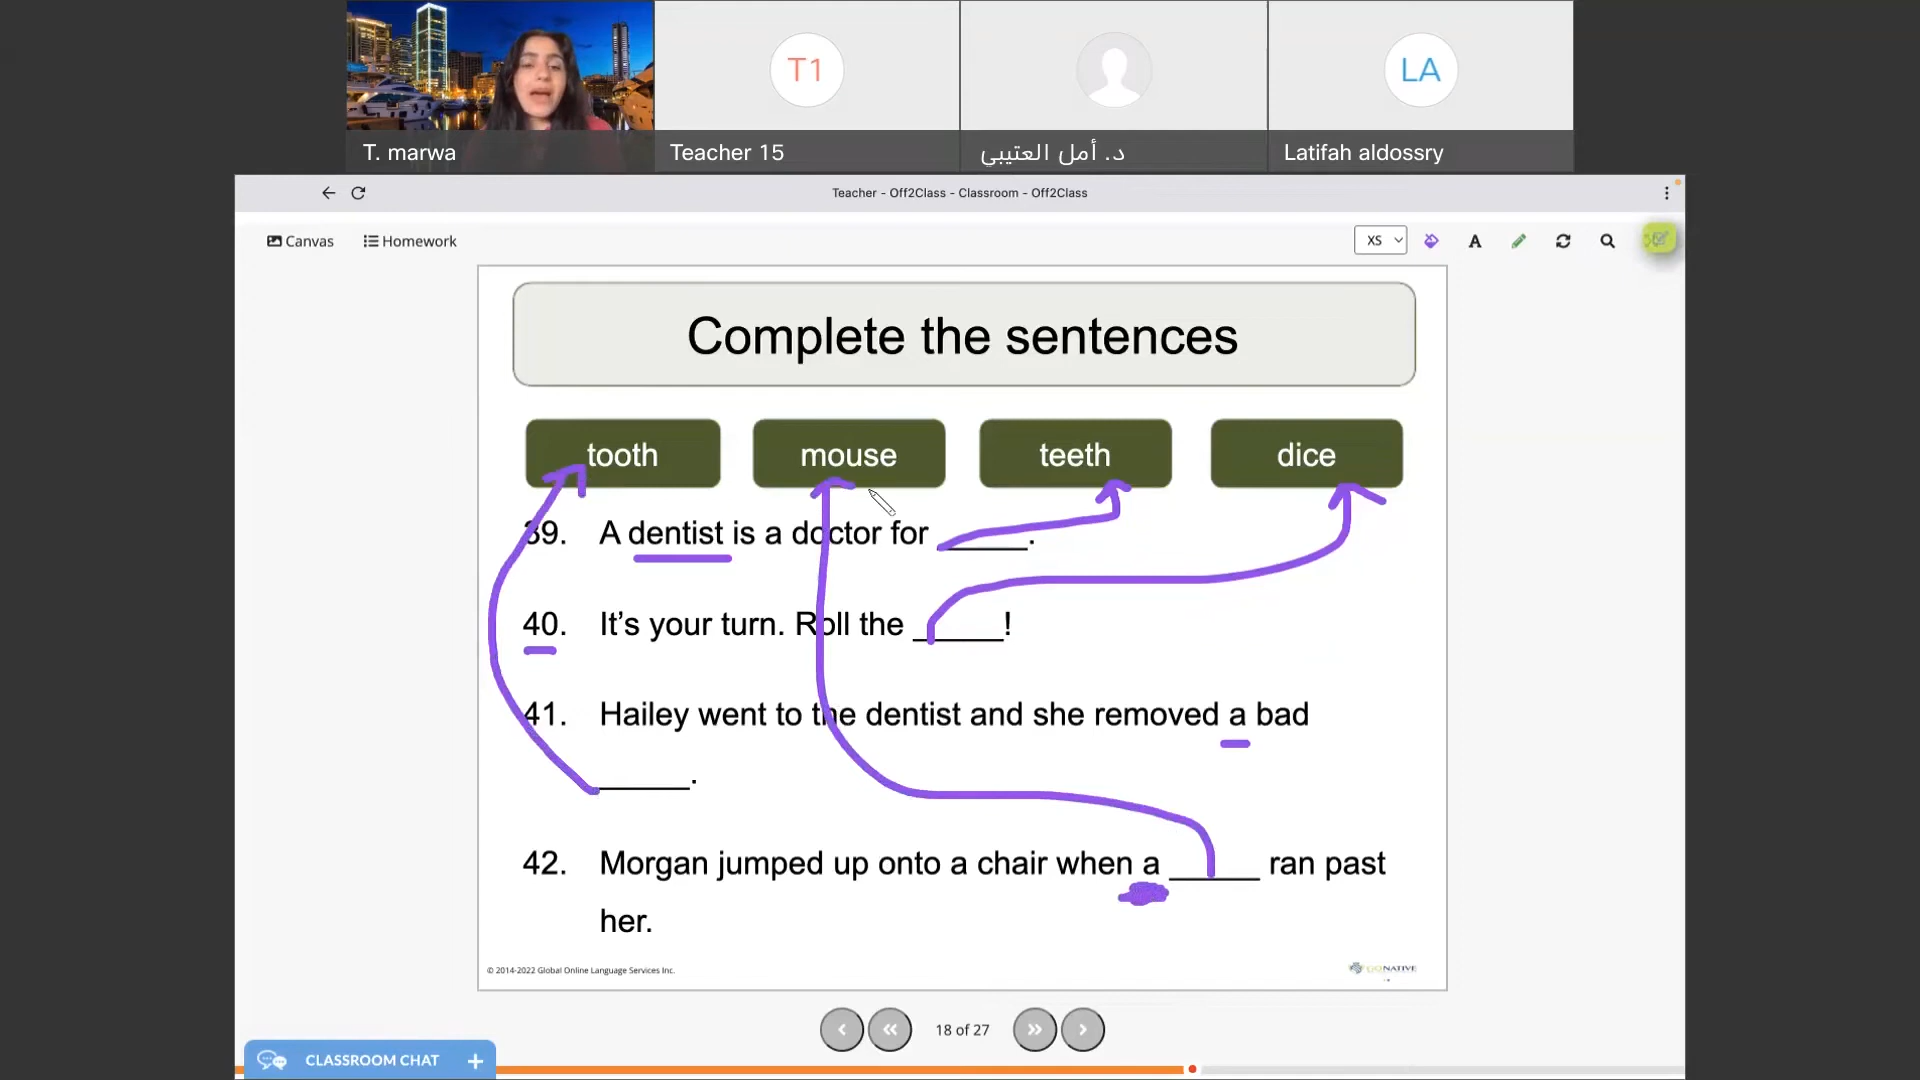 T1
LA
T. marwa
Teacher 15
د. أمل العتيبي
Latifah aldossry
Teacher - Off2Class - Classroom - Off2Class
Canvas
Homework
XS
A
Complete the sentences
tooth
mouse
teeth
dice
39. A dentist is a doctor for _____.
40. It’s your turn. Roll the _____!
41. Hailey went to the dentist and she removed a bad
_____.
42. Morgan jumped up onto a chair when a _____ ran past
her.
© 2014-2022 Global Online Language Services Inc.
GONATIVE
18 of 27
CLASSROOM CHAT